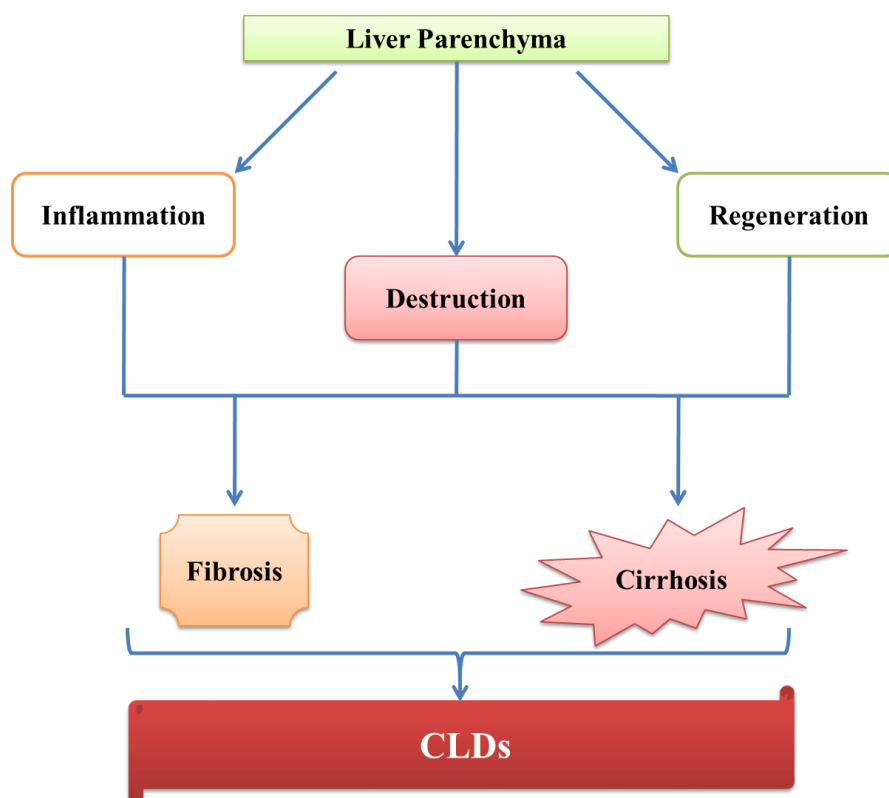 Liver Parenchyma
Inflammation
Regeneration
Destruction
Fibrosis
Cirrhosis
CLDs